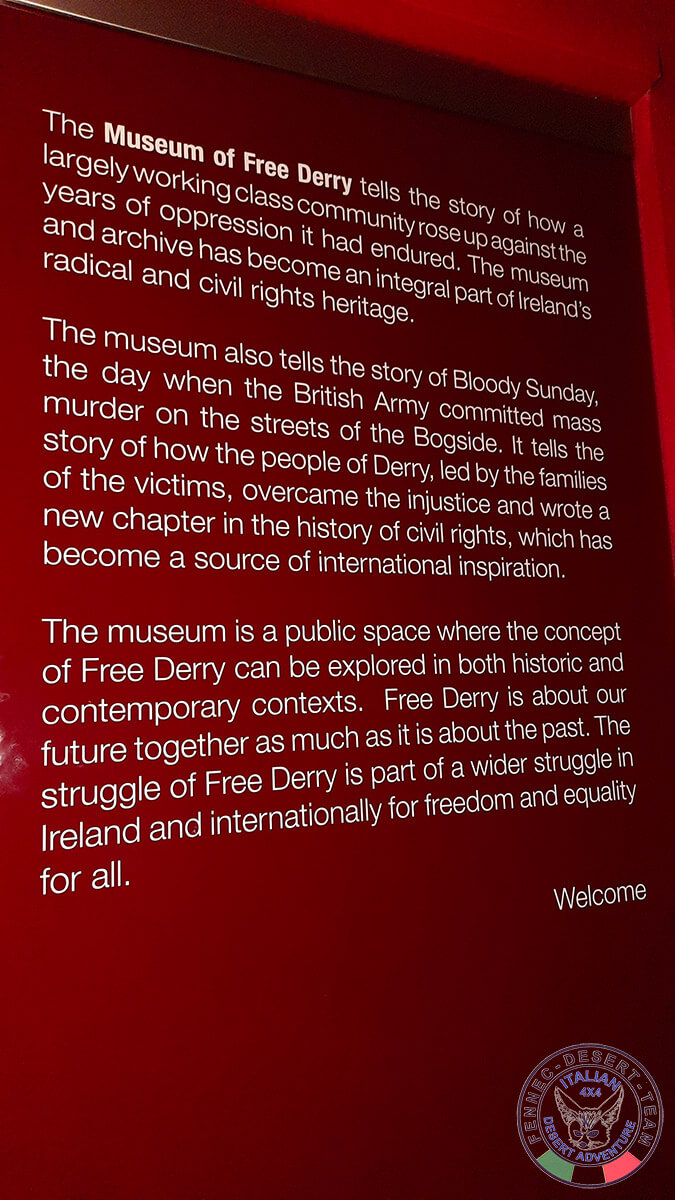 The Museum of Free Derry tells the story of how a
largely working class community rose up against the
years of oppression it had endured. The museum
and archive has become an integral part of Ireland's
radical and civil rights heritage.
The museum also tells the story of Bloody Sunday,
the day when the British Army committed mass
murder on the streets of the Bogside. It tells the
story of how the people of Derry, led by the families
of the victims, overcame the injustice and wrote a
new chapter in the history of civil rights, which has
become a source of international inspiration.
The museum is a public space where the concept
of Free Derry can be explored in both historic and
contemporary contexts. Free Derry is about our
future together as much as it is about the past. The
struggle of Free Derry is part of a wider struggle in
Ireland and internationally for freedom and equality
for all.
Welcome
FENNEC-DESERT-TEAM
ITALIAN
4X4
DESERT ADVENTURE